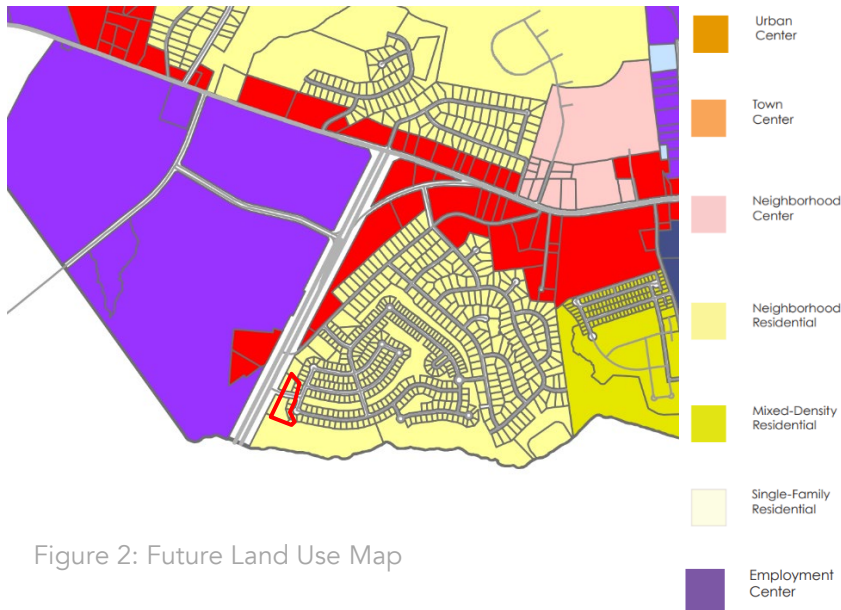 Urban
Center
Town
Center
Neighborhood
Center
Neighborhood
Residential
Mixed-Density
Residential
Single-Family
Residential
Employment
Center
Figure 2: Future Land Use Map